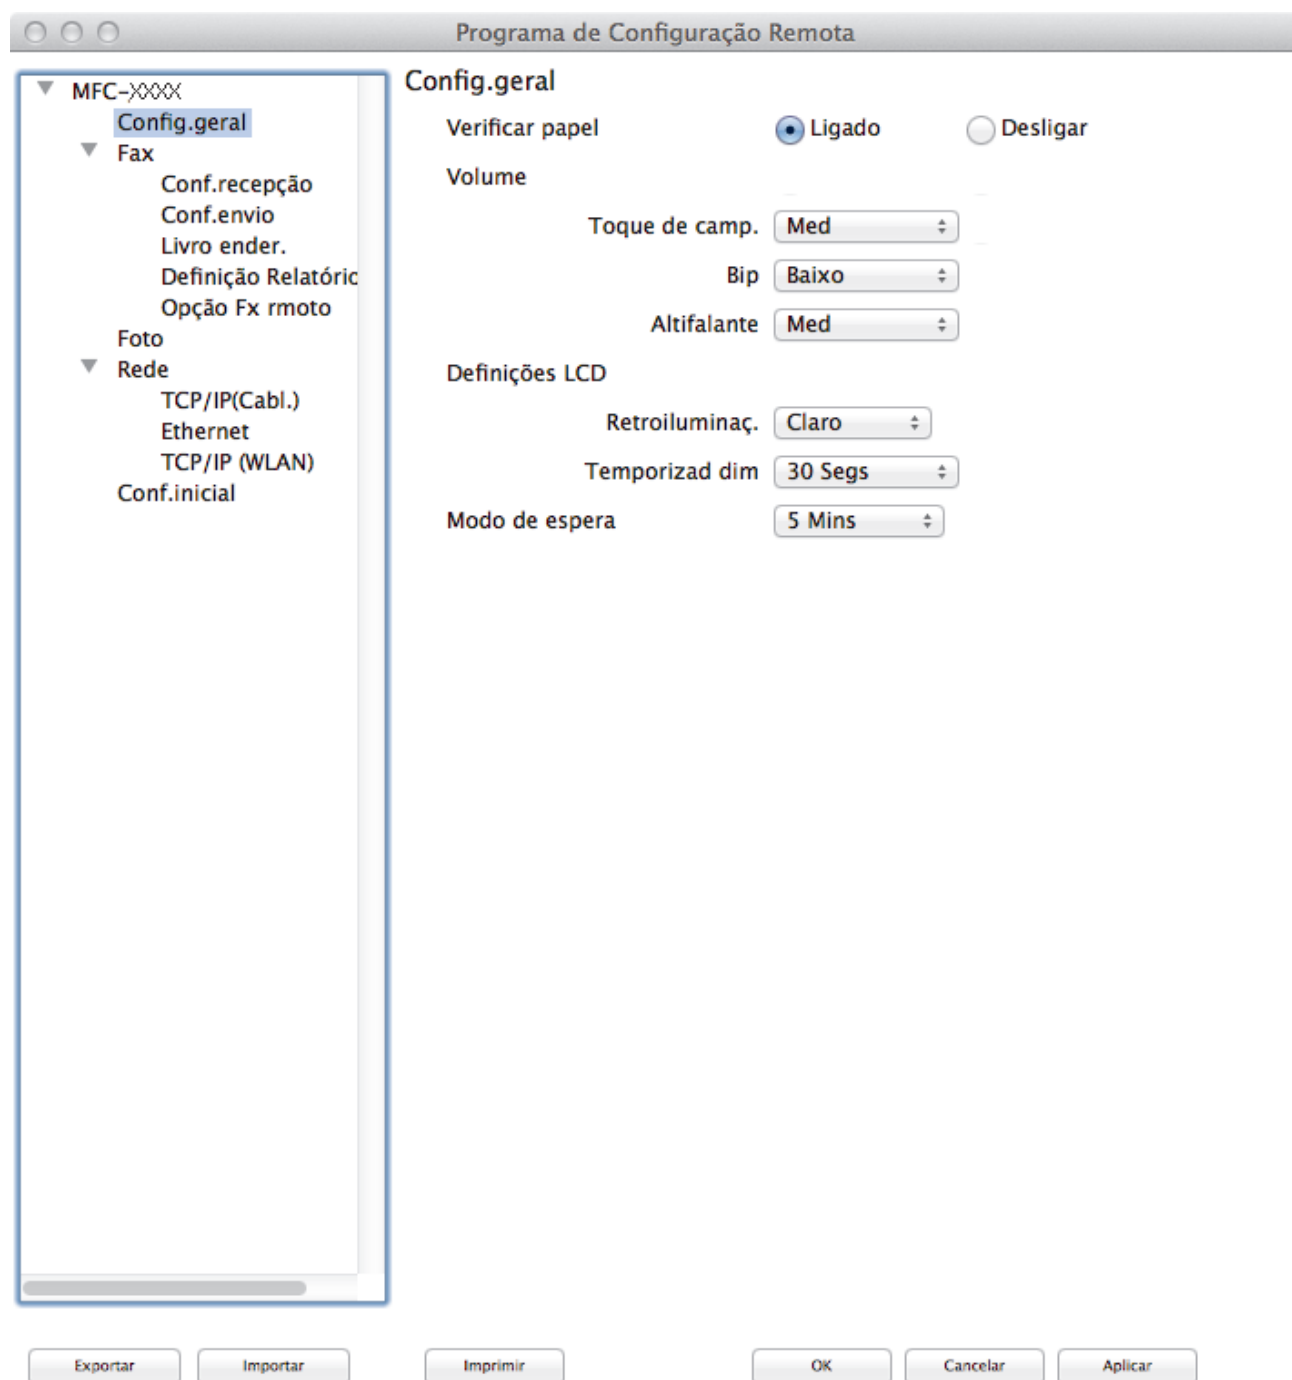 Programa de Configuração Remota
MFC-XXXX
Config.geral
Fax
Conf.recepção
Conf.envio
Livro ender.
Definição Relatóric
Opção Fx rmoto
Foto
Rede
TCP/IP(Cabl.)
Ethernet
TCP/IP (WLAN)
Conf.inicial
Config.geral
Verificar papel Ligado Desligar
Volume
Toque de camp. Med
Bip Baixo
Altifalante Med
Definições LCD
Retroiluminaç. Claro
Temporizad dim 30 Segs
Modo de espera 5 Mins
Exportar Importar Imprimir OK Cancelar Aplicar